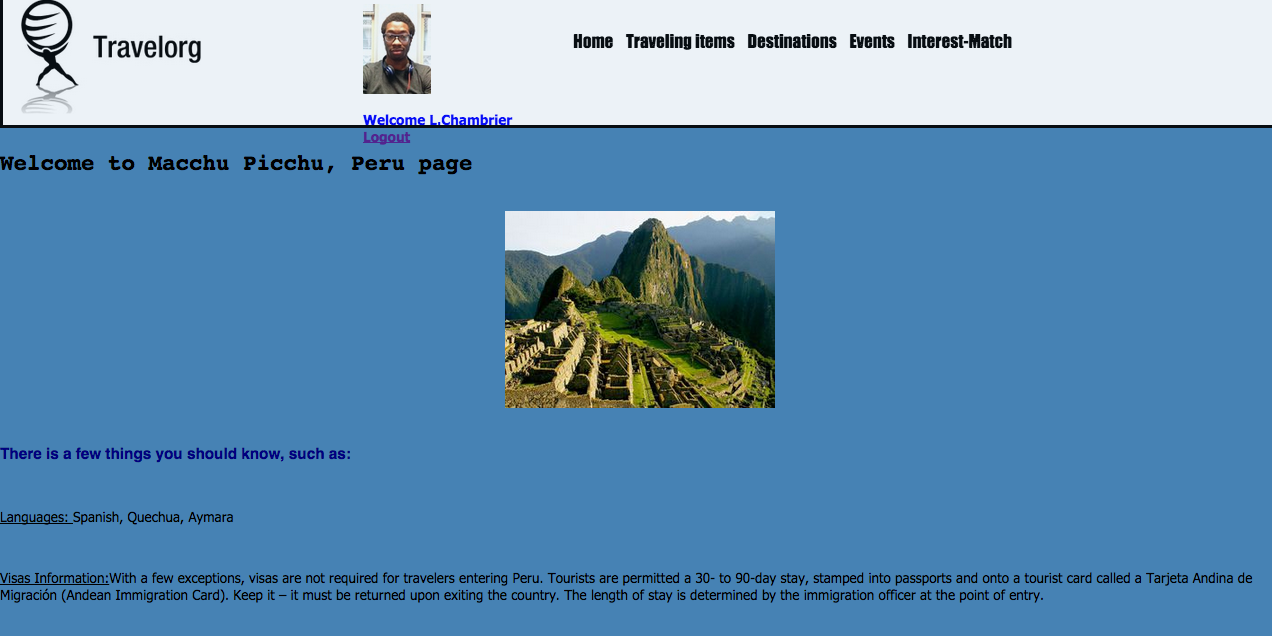 Travelorg
Home Traveling items Destinations Events Interest-Match
Welcome L.Chambrier
Logout
Welcome to Macchu Picchu, Peru page
There is a few things you should know, such as:
Languages: Spanish, Quechua, Aymara
Visas Information:With a few exceptions, visas are not required for travelers entering Peru. Tourists are permitted a 30- to 90-day stay, stamped into passports and onto a tourist card called a Tarjeta Andina de
Migración (Andean Immigration Card). Keep it – it must be returned upon exiting the country. The length of stay is determined by the immigration officer at the point of entry.